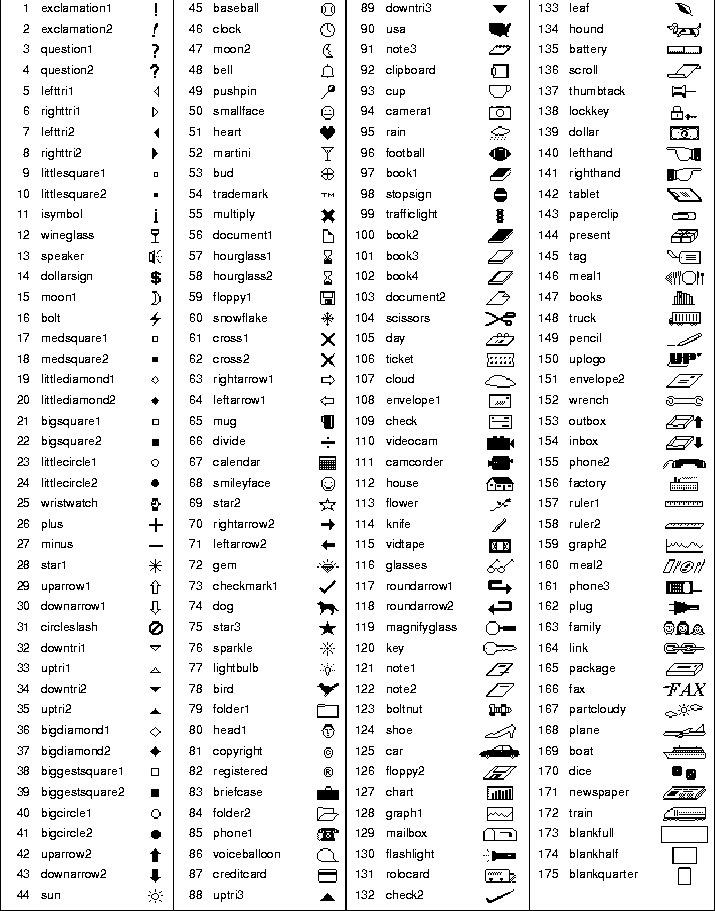 1 exclamation1
2 exclamation2
3 question1
4 question2
5 lefttri1
6 righttri1
7 lefttri2
8 righttri2
9 littlesquare1
10 littlesquare2
11 isymbol
12 wineglass
13 speaker
14 dollarsign
15 moon1
16 bolt
17 medsquare1
18 medsquare2
19 littlediamond1
20 littlediamond2
21 bigsquare1
22 bigsquare2
23 littlecircle1
24 littlecircle2
25 wristwatch
26 plus
27 minus
28 star1
29 uparrow1
30 downarrow1
31 circleslash
32 downtri1
33 uptri1
34 downtri2
35 uptri2
36 bigdiamond1
37 bigdiamond2
38 biggestsquare1
39 biggestsquare2
40 bigcircle1
41 bigcircle2
42 uparrow2
43 downarrow2
44 sun
45 baseball
46 clock
47 moon2
48 bell
49 pushpin
50 smallface
51 heart
52 martini
53 bud
54 trademark TM
55 multiply
56 document1
57 hourglass1
58 hourglass2
59 floppy1
60 snowflake
61 cross1
62 cross2
63 rightarrow1
64 leftarrow1
65 mug
66 divide
67 calendar
68 smileyface
69 star2
70 rightarrow2
71 leftarrow2
72 gem
73 checkmark1
74 dog
75 star3
76 sparkle
77 lightbulb
78 bird
79 folder1
80 head1
81 copyright ©
82 registered ®
83 briefcase
84 folder2
85 phone1
86 voiceballoon
87 creditcard
88 uptri3
89 downtri3
90 usa
91 note3
92 clipboard
93 cup
94 camera1
95 rain
96 football
97 book1
98 stopsign
99 trafficlight
100 book2
101 book3
102 book4
103 document2
104 scissors
105 day
106 ticket
107 cloud
108 envelope1
109 check
110 videocam
111 camcorder
112 house
113 flower
114 knife
115 vidtape
116 glasses
117 roundarrow1
118 roundarrow2
119 magnifyglass
120 key
121 note1
122 note2
123 boltnut
124 shoe
125 car
126 floppy2
127 chart
128 graph1
129 mailbox
130 flashlight
131 rolocard
132 check2
133 leaf
134 hound
135 battery
136 scroll
137 thumbtack
138 lockkey
139 dollar
140 lefthand
141 righthand
142 tablet
143 paperclip
144 present
145 tag
146 meal1
147 books
148 truck
149 pencil
150 uplogo UP
151 envelope2
152 wrench
153 outbox
154 inbox
155 phone2
156 factory
157 ruler1
158 ruler2
159 graph2
160 meal2
161 phone3
162 plug
163 family
164 link
165 package
166 fax FAX
167 partcloudy
168 plane
169 boat
170 dice
171 newspaper
172 train
173 blankfull
174 blankhalf
175 blankquarter